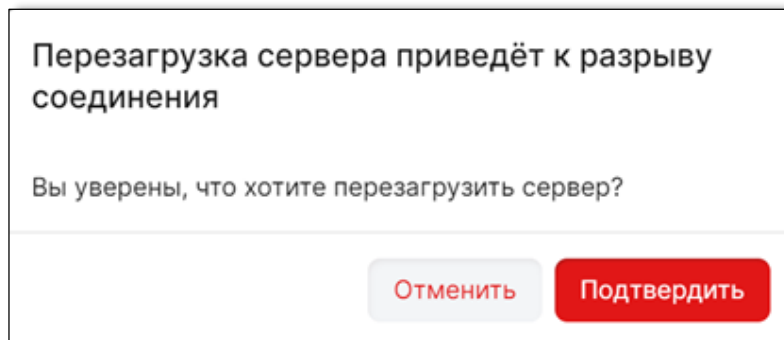 Перезагрузка сервера приведёт к разрыву
соединения
Вы уверены, что хотите перезагрузить сервер?
Отменить
Подтвердить